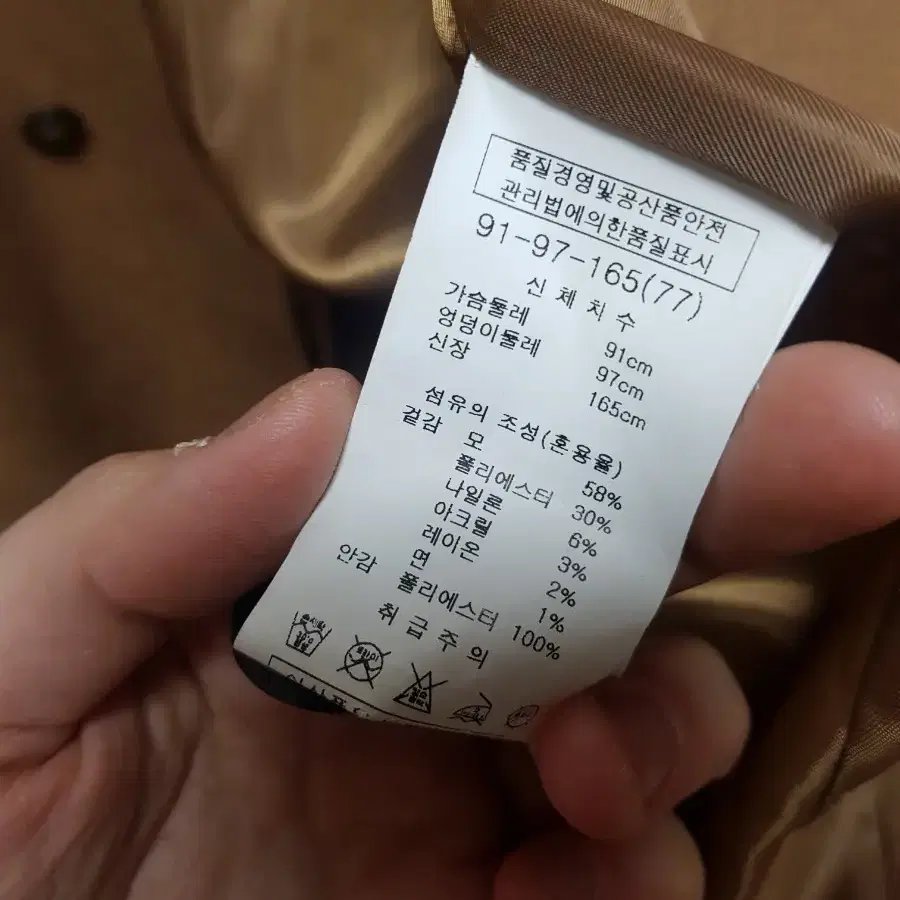 품질경영및공산품안전
관리법에의한품질표시
91-97-165(77)
신 체 치 수
가슴둘레 91cm
엉덩이둘레 97cm
신장 165cm
섬유의 조성(혼용율)
겉감 모 58%
폴리에스터 30%
나일론 6%
아크릴 3%
레이온 2%
면 1%
안감 폴리에스터 100%
취 급 주 의